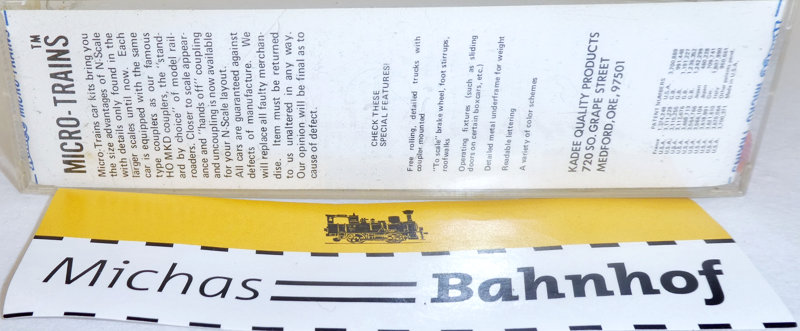 MICRO-TRAINS™
Micro-Trains car kits bring you
the size advantages of N-Scale
with details only found in the
larger scales until now. Each
car is equipped with the same
type couplers as our famous
HO MKD couplers, the "stand-
ard by choice" of model rail-
roaders. Closer to scale appear-
ance and "hands off" coupling
and uncoupling is now available
for your N-Scale layout.
All cars are guaranteed against
defects of manufacture. We
will replace all faulty merchan-
dise. Item must be returned
to us unaltered in any way.
Our opinion will be final as to
cause of defect.
CHECK THESE
SPECIAL FEATURES!
Free rolling, detailed trucks with
coupler mounted
"To scale" brake wheel, foot stirrups,
roofwalks
Operating fixtures (such as sliding
doors on certain boxcars, etc.)
Detailed metal underframe for weight
Readable lettering
A variety of color schemes
KADEE QUALITY PRODUCTS
720 SO. GRAPE STREET
MEDFORD, ORE, 97501
PATENT NUMBERS
Michas Bahnhof